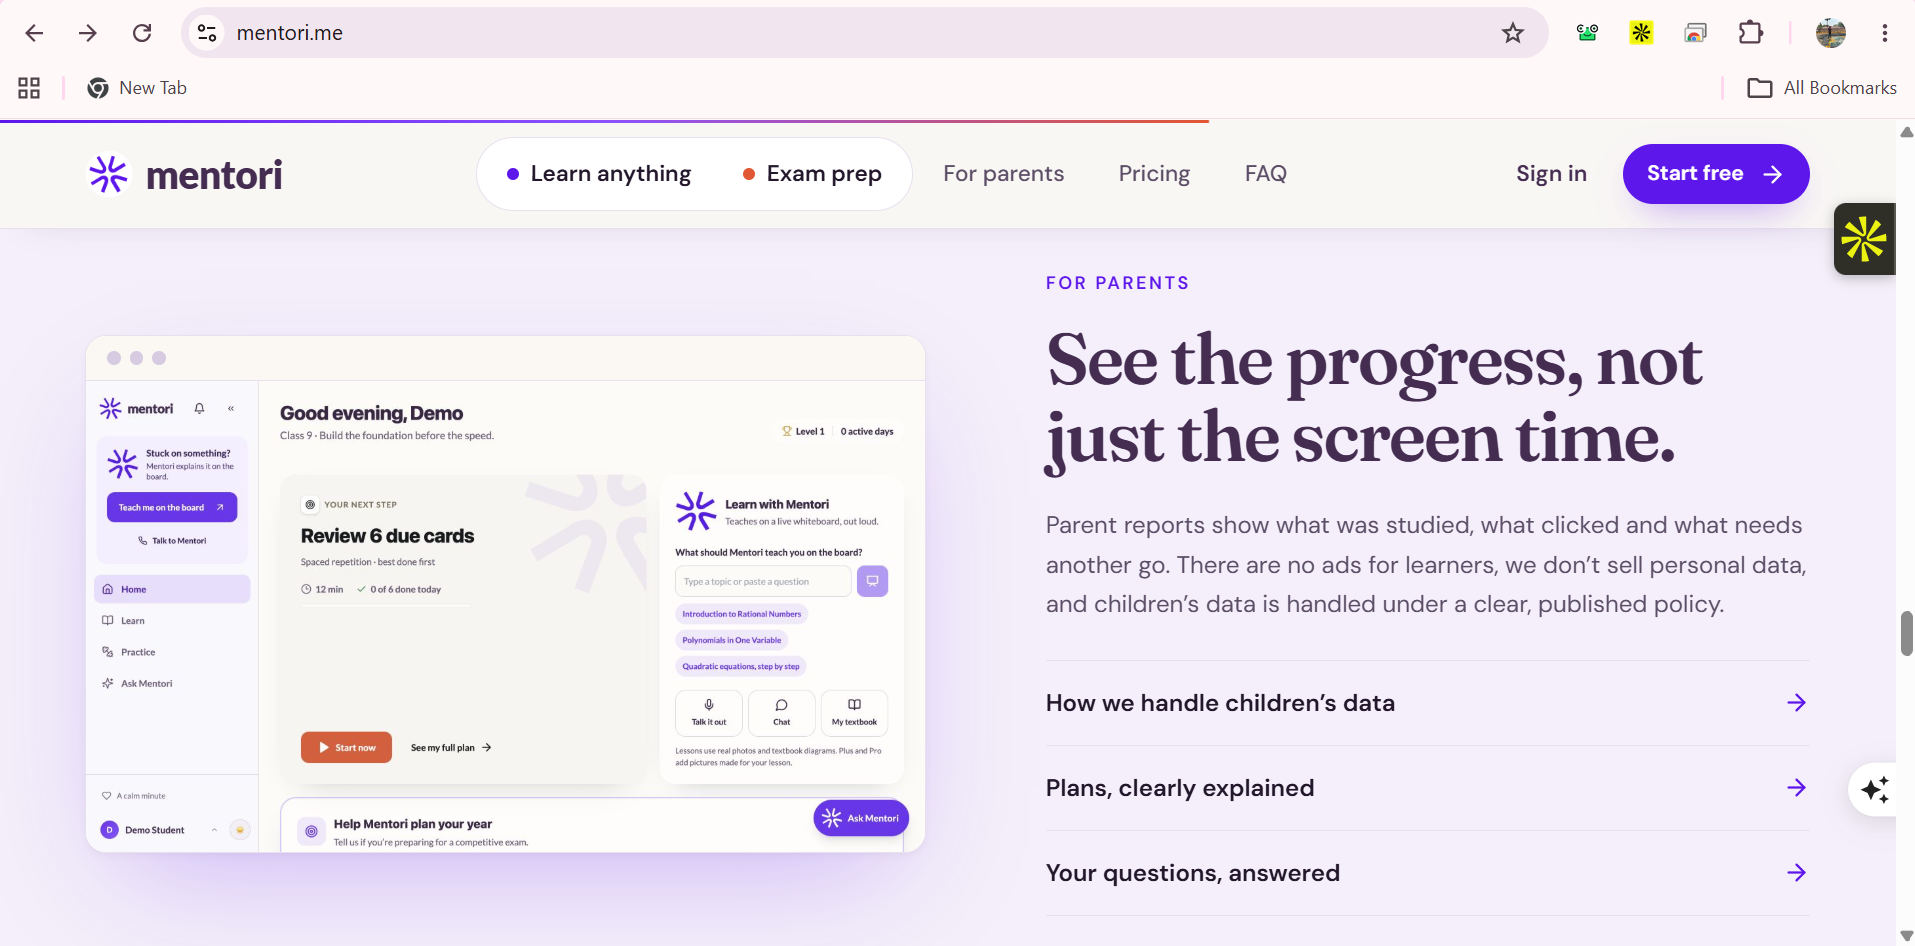 mentori.me
New Tab
All Bookmarks
mentori
Learn anything
Exam prep
For parents
Pricing
FAQ
Sign in
Start free
mentori
Stuck on something?
Mentori explains it on the
board.
Teach me on the board
Talk to Mentori
Home
Learn
Practice
Ask Mentori
A calm minute
D
Demo Student
Good evening, Demo
Class 9 · Build the foundation before the speed.
Level 1
0 active days
YOUR NEXT STEP
Review 6 due cards
Spaced repetition · best done first
12 min
0 of 6 done today
Start now
See my full plan
Learn with Mentori
Teaches on a live whiteboard, out loud.
What should Mentori teach you on the board?
Type a topic or paste a question
Introduction to Rational Numbers
Polynomials in One Variable
Quadratic equations, step by step
Talk it out
Chat
My textbook
Lessons use real photos and textbook diagrams. Plus and Pro
add pictures made for your lesson.
Help Mentori plan your year
Tell us if you're preparing for a competitive exam.
Ask Mentori
FOR PARENTS
See the progress, not
just the screen time.
Parent reports show what was studied, what clicked and what needs
another go. There are no ads for learners, we don’t sell personal data,
and children’s data is handled under a clear, published policy.
How we handle children’s data
Plans, clearly explained
Your questions, answered